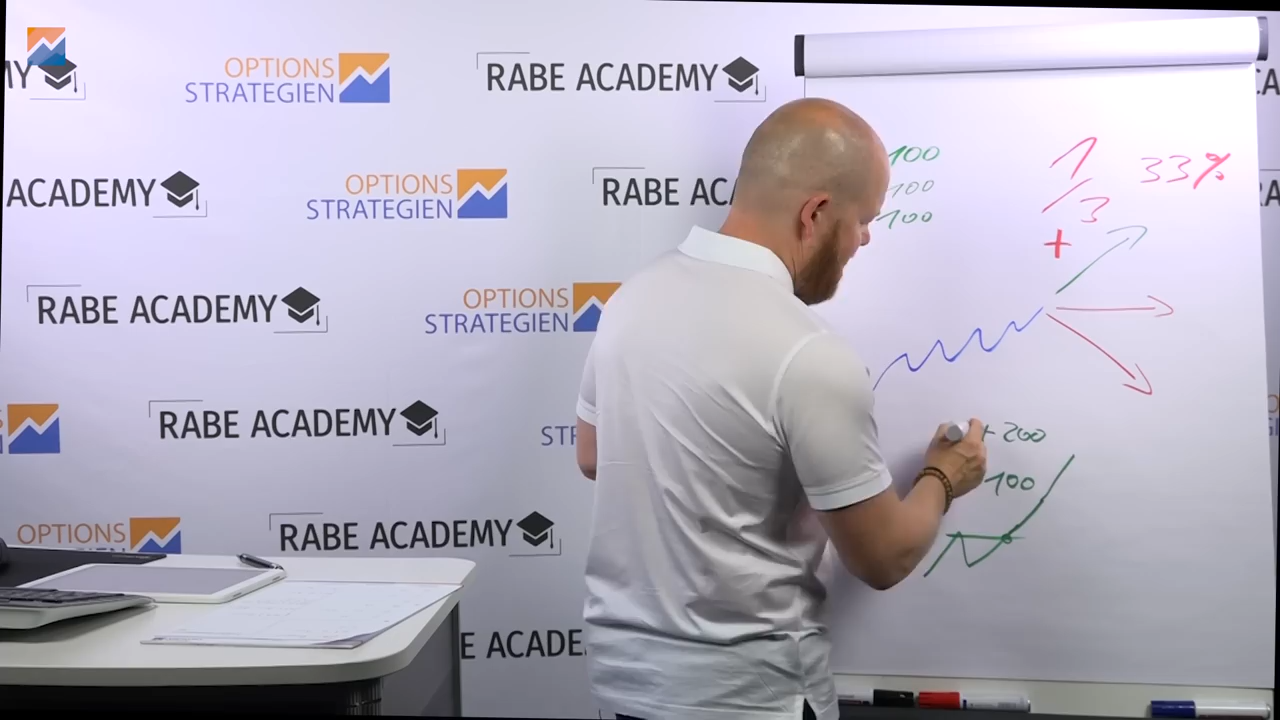 OPTIONS
STRATEGIEN
RABE ACADEMY
ACADEMY
OPTIONS
STRATEGIEN
RABE ACA
RABE ACADEMY
OPTIONS
STRATEGIEN
RABE ACADEMY
OPTIONS
RABE ACADEMY
E ACADE
100
100
100
1/3
33%
+
+ 200
100